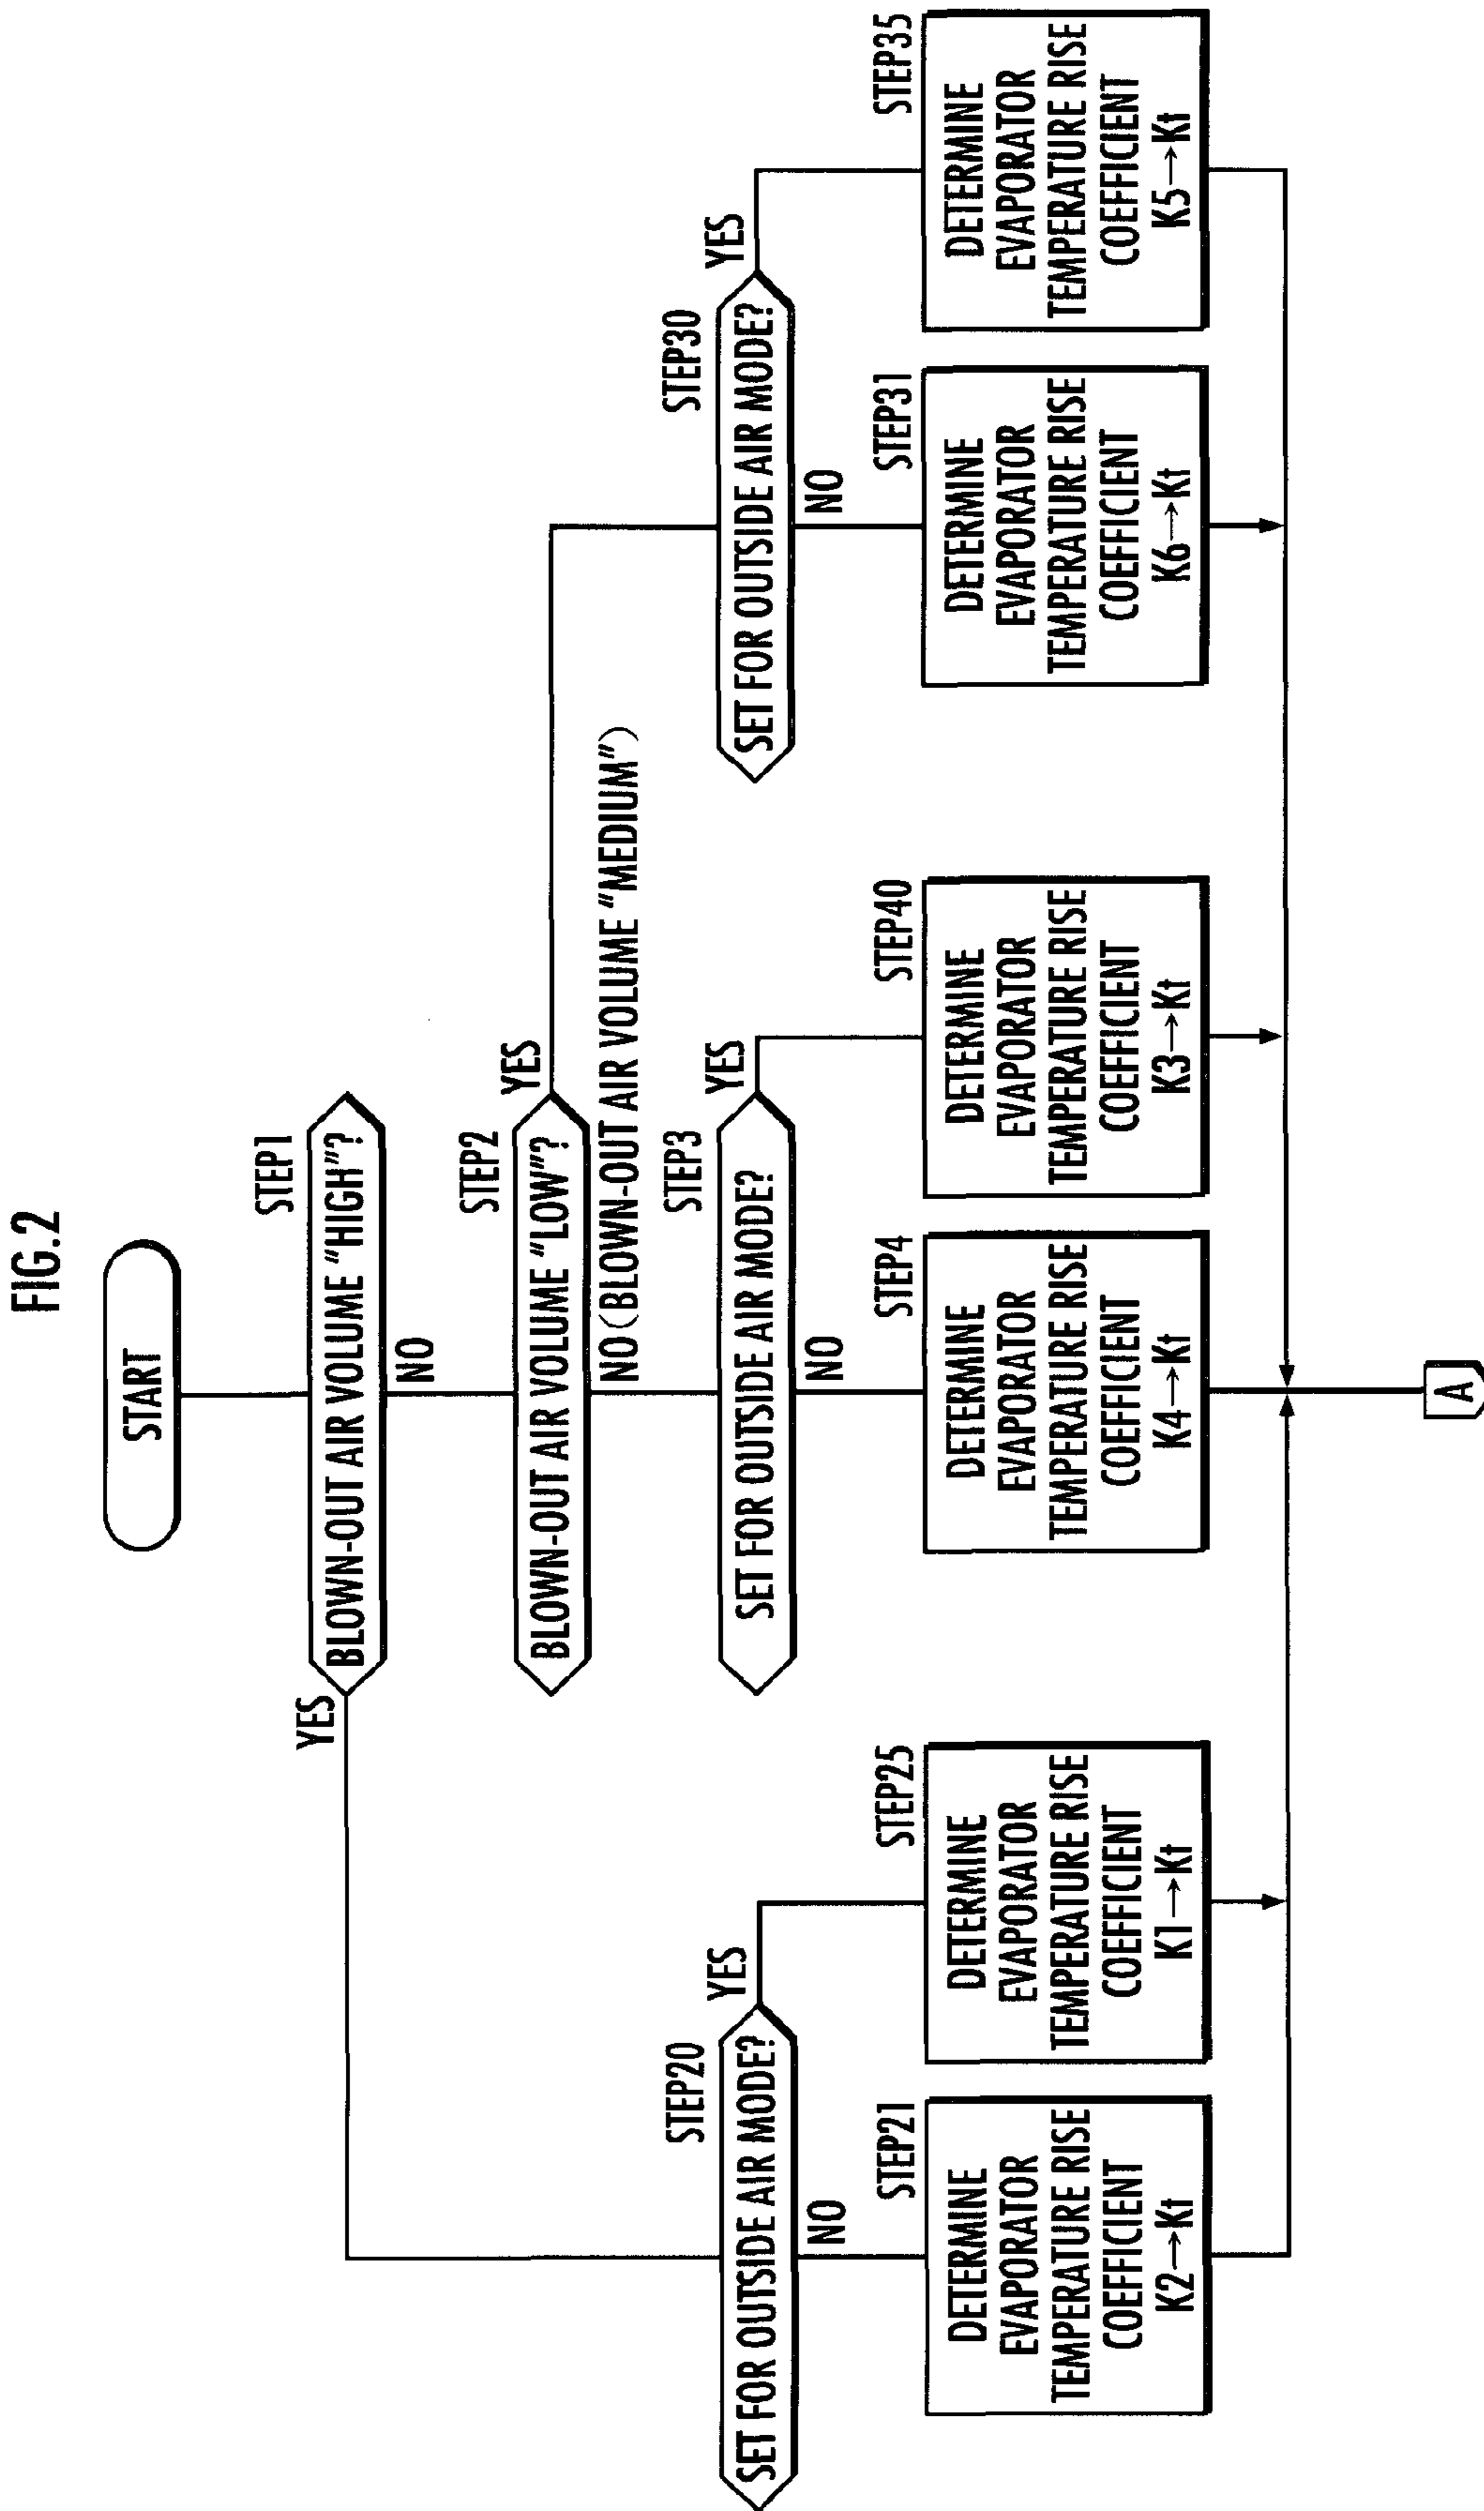 FIG.2
START
STEP1
BLOWN-OUT AIR VOLUME "HIGH"?
YES
NO
STEP2
BLOWN-OUT AIR VOLUME "LOW"?
YES
NO(BLOWN-OUT AIR VOLUME "MEDIUM")
STEP20
SET FOR OUTSIDE AIR MODE?
YES
NO
STEP3
SET FOR OUTSIDE AIR MODE?
YES
NO
STEP30
SET FOR OUTSIDE AIR MODE?
YES
NO
STEP21
DETERMINE
EVAPORATOR
TEMPERATURE RISE
COEFFICIENT
K2→Kt
STEP25
DETERMINE
EVAPORATOR
TEMPERATURE RISE
COEFFICIENT
K1→Kt
STEP4
DETERMINE
EVAPORATOR
TEMPERATURE RISE
COEFFICIENT
K4→Kt
STEP40
DETERMINE
EVAPORATOR
TEMPERATURE RISE
COEFFICIENT
K3→Kt
STEP31
DETERMINE
EVAPORATOR
TEMPERATURE RISE
COEFFICIENT
K6→Kt
STEP35
DETERMINE
EVAPORATOR
TEMPERATURE RISE
COEFFICIENT
K5→Kt
A